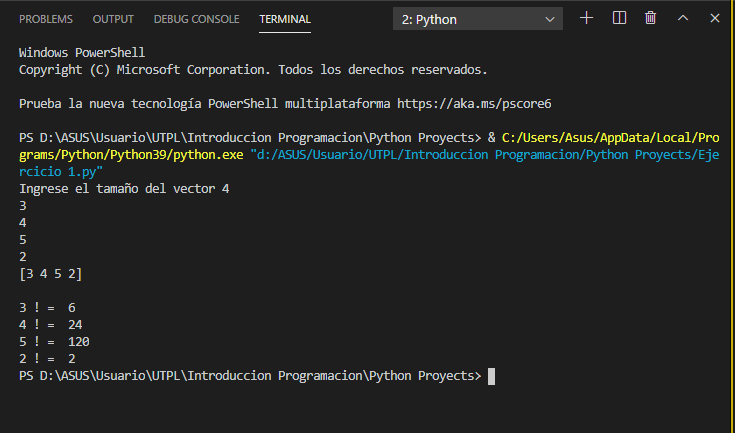 PROBLEMS OUTPUT DEBUG CONSOLE TERMINAL 2: Python
Windows PowerShell
Copyright (C) Microsoft Corporation. Todos los derechos reservados.
Prueba la nueva tecnología PowerShell multiplataforma https://aka.ms/pscore6
PS D:\ASUS\Usuario\UTPL\Introduccion Programacion\Python Proyects> & C:/Users/Asus/AppData/Local/Pro
grams/Python/Python39/python.exe "d:/ASUS/Usuario/UTPL/Introduccion Programacion/Python Proyects/Eje
rcicio 1.py"
Ingrese el tamaño del vector 4
3
4
5
2
[3 4 5 2]
3 ! =  6
4 ! =  24
5 ! =  120
2 ! =  2
PS D:\ASUS\Usuario\UTPL\Introduccion Programacion\Python Proyects>